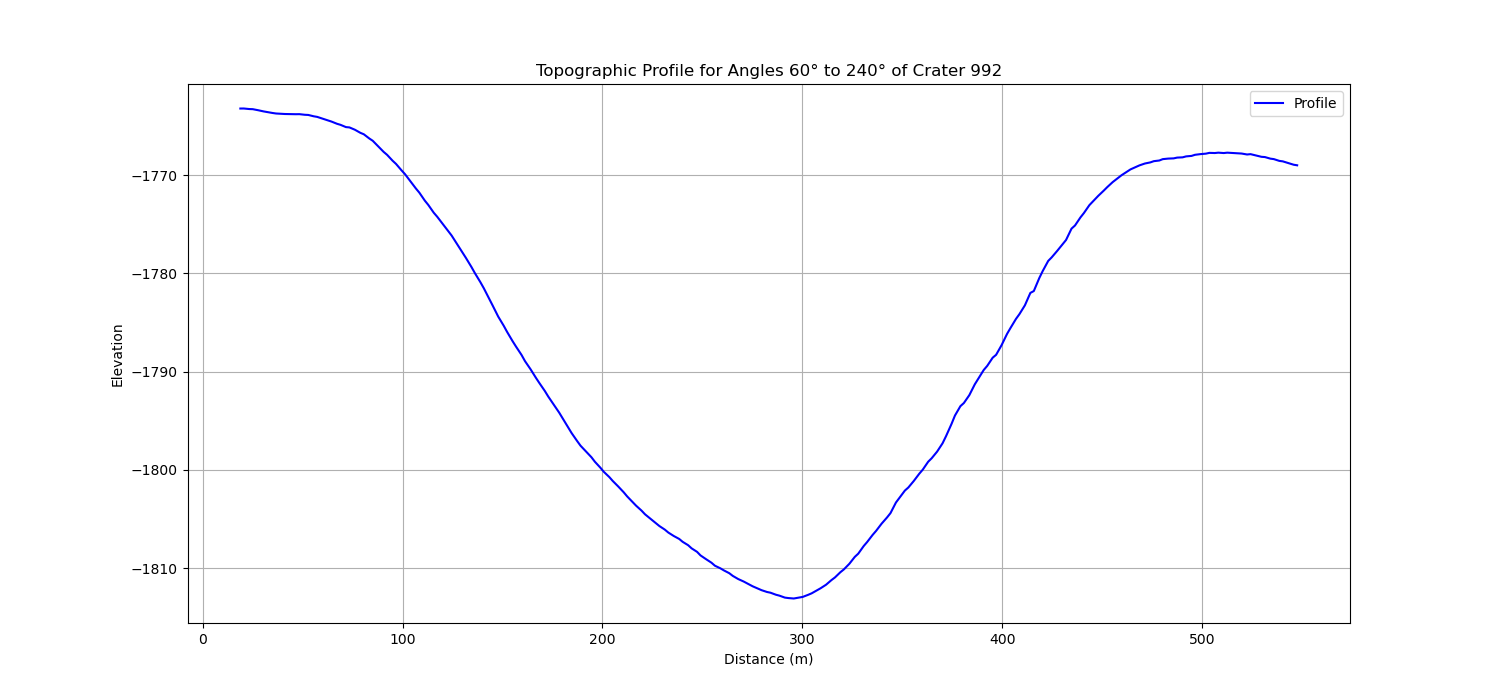 Topographic Profile for Angles 60° to 240° of Crater 992
Profile
Elevation
−1770
−1780
−1790
−1800
−1810
0 100 200 300 400 500
Distance (m)